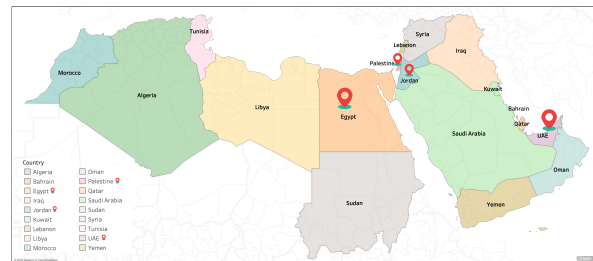 Tunisia
Syria
Lebanon
Iraq
Palestine
Morocco
Jordan
Algeria
Kuwait
Libya
Bahrain
Egypt
Qatar
Saudi Arabia
UAE
Oman
Sudan
Yemen
Country
Algeria
Bahrain
Egypt
Iraq
Jordan
Kuwait
Lebanon
Libya
Morocco
Oman
Palestine
Qatar
Saudi Arabia
Sudan
Syria
Tunisia
UAE
Yemen